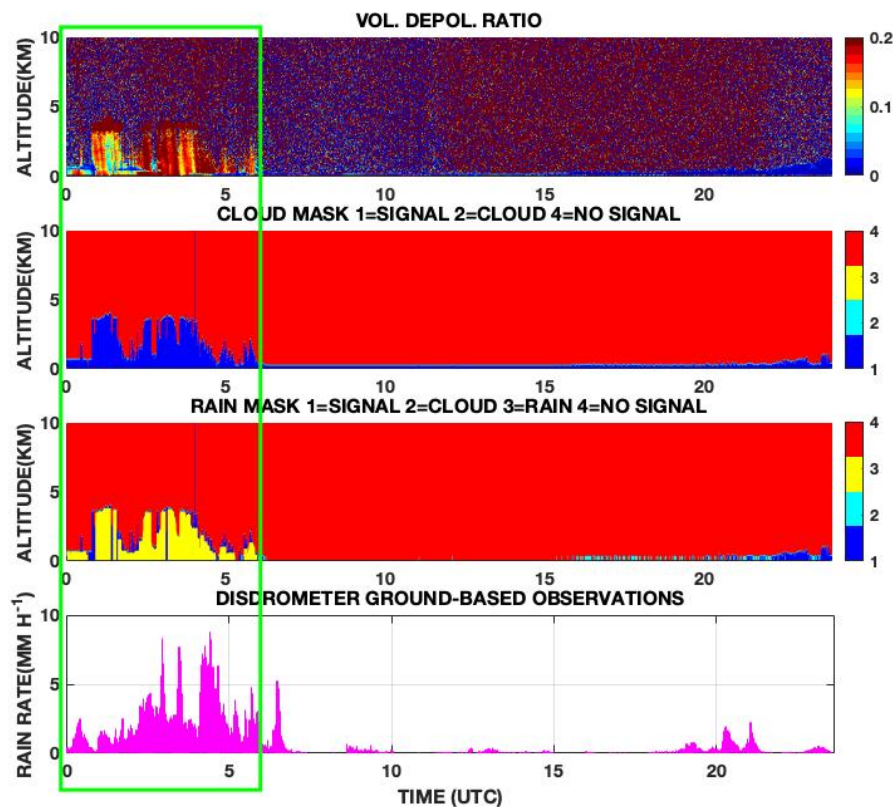 VOL. DEPOL. RATIO
ALTITUDE(KM)
10
5
0
0 5 10 15 20
0.2
0.1
0
CLOUD MASK 1=SIGNAL 2=CLOUD 4=NO SIGNAL
ALTITUDE(KM)
10
5
0
0 5 10 15 20
4
3
2
1
RAIN MASK 1=SIGNAL 2=CLOUD 3=RAIN 4=NO SIGNAL
ALTITUDE(KM)
10
5
0
0 5 10 15 20
4
3
2
1
DISDROMETER GROUND-BASED OBSERVATIONS
RAIN RATE(MM H⁻¹)
10
5
0
0 5 10 15 20
TIME (UTC)